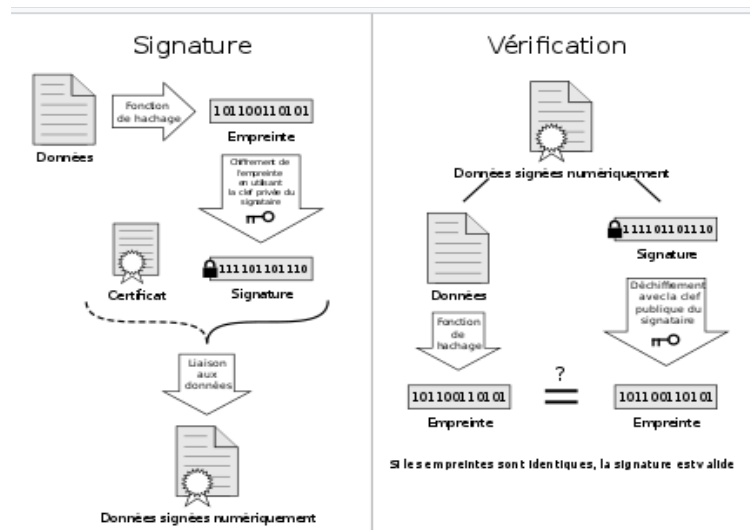 Signature
Fonction
de hachage
101100110101
Empreinte
Données
Chiffrement de
l'empreinte
en utilisant
la clef privée du
signataire
111101101110
Certificat
Signature
Liaison
aux
données
Données signées numériquement
Vérification
Données signées numériquement
111101101110
Signature
Données
Fonction
de
hachage
Déchiffrement
avec la clef
publique du
signataire
?
=
101100110101
Empreinte
101100110101
Empreinte
Si les empreintes sont identiques, la signature est valide